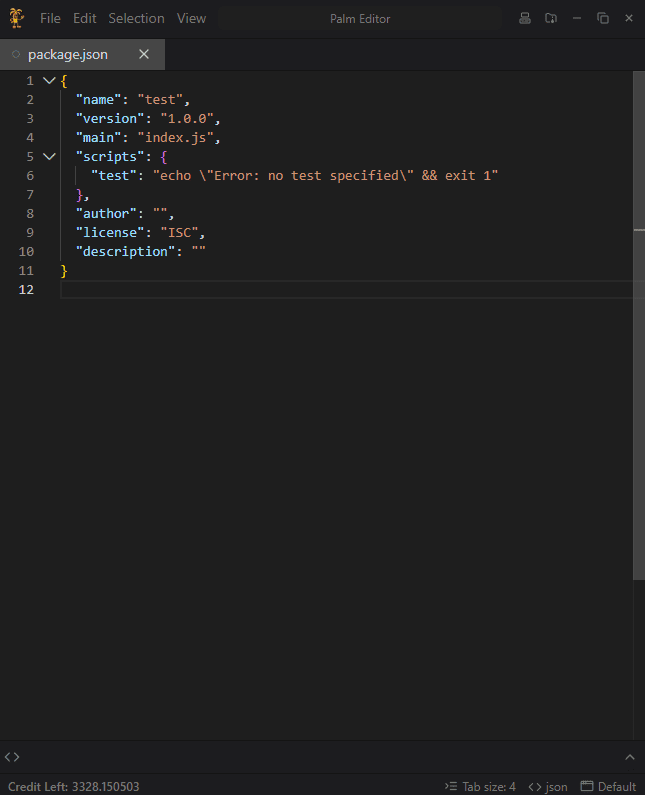 File Edit Selection View Palm Editor
package.json
1 {
2 "name": "test",
3 "version": "1.0.0",
4 "main": "index.js",
5 "scripts": {
6 "test": "echo \"Error: no test specified\" && exit 1"
7 },
8 "author": "",
9 "license": "ISC",
10 "description": ""
11 }
12
Credit Left: 3328.150503 Tab size: 4 json Default